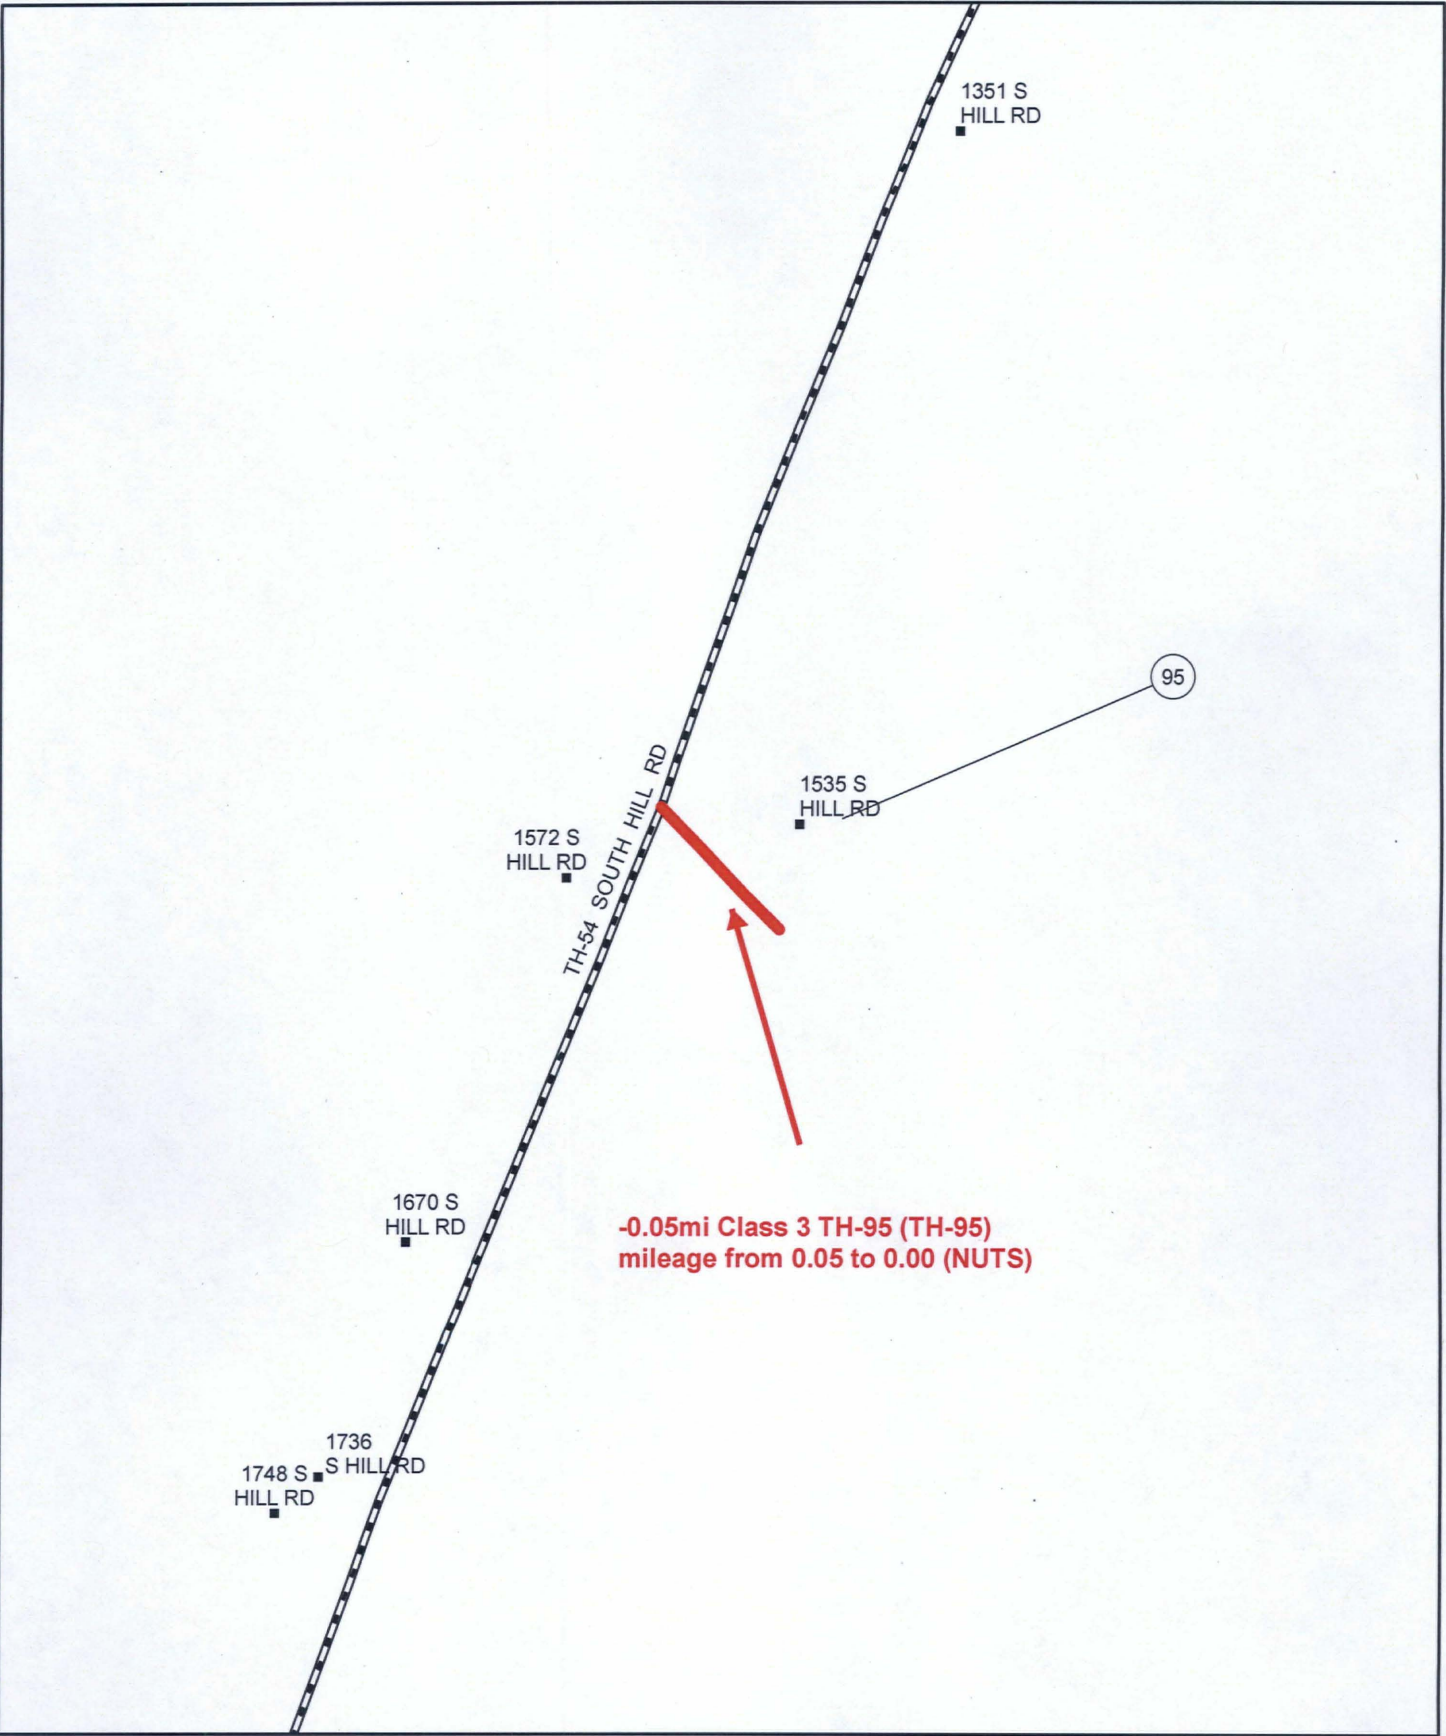 1351 S
HILL RD
95
1535 S
HILL RD
TH-54 SOUTH HILL RD
1572 S
HILL RD
1670 S
HILL RD
-0.05mi Class 3 TH-95 (TH-95)
mileage from 0.05 to 0.00 (NUTS)
1736
S HILL RD
1748 S
HILL RD